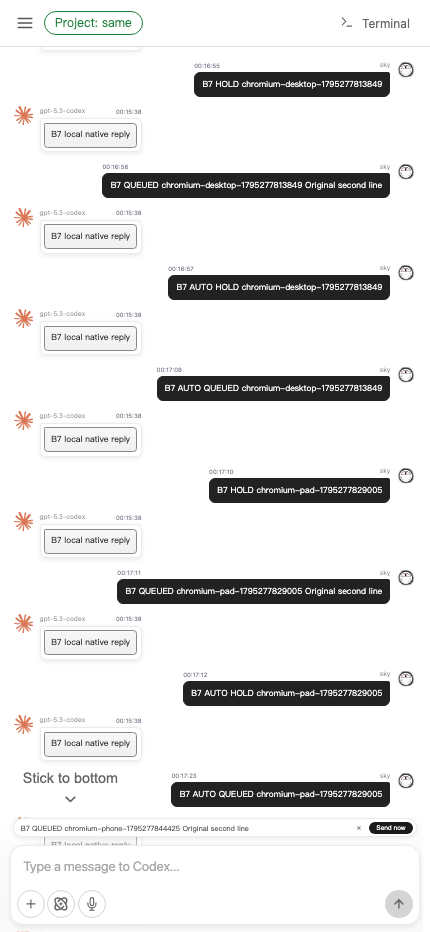 Project: same
Terminal
00:16:55
sky
B7 HOLD chromium-desktop-1795277813849
gpt-5.3-codex
00:15:38
B7 local native reply
00:16:56
sky
B7 QUEUED chromium-desktop-1795277813849 Original second line
gpt-5.3-codex
00:15:38
B7 local native reply
00:16:57
sky
B7 AUTO HOLD chromium-desktop-1795277813849
gpt-5.3-codex
00:15:38
B7 local native reply
00:17:08
sky
B7 AUTO QUEUED chromium-desktop-1795277813849
gpt-5.3-codex
00:15:38
B7 local native reply
00:17:10
sky
B7 HOLD chromium-pad-1795277829005
gpt-5.3-codex
00:15:38
B7 local native reply
00:17:11
sky
B7 QUEUED chromium-pad-1795277829005 Original second line
gpt-5.3-codex
00:15:38
B7 local native reply
00:17:12
sky
B7 AUTO HOLD chromium-pad-1795277829005
gpt-5.3-codex
00:15:38
B7 local native reply
Stick to bottom
00:17:23
sky
B7 AUTO QUEUED chromium-pad-1795277829005
B7 QUEUED chromium-phone-1795277844425 Original second line
× Send now
B7 local native reply
Type a message to Codex...